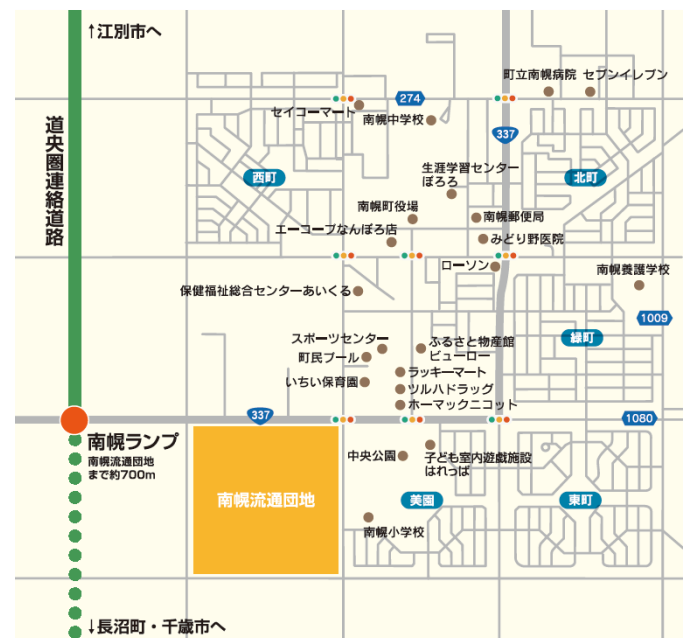 ↑江別市へ
道央圏連絡道路
町立南幌病院
セブンイレブン
セイコーマート
274
南幌中学校
337
生涯学習センター
ぽろろ
西町
北町
南幌町役場
南幌郵便局
エーコープなんぽろ店
みどり野医院
ローソン
南幌養護学校
保健福祉総合センターあいくる
1009
スポーツセンター
ふるさと物産館
ビューロー
緑町
町民プール
ラッキーマート
いちい保育園
ツルハドラッグ
ホーマックニコット
337
1080
南幌ランプ
南幌流通団地
まで約700m
中央公園
子ども室内遊戯施設
はれっぱ
南幌流通団地
美園
東町
南幌小学校
↓長沼町・千歳市へ